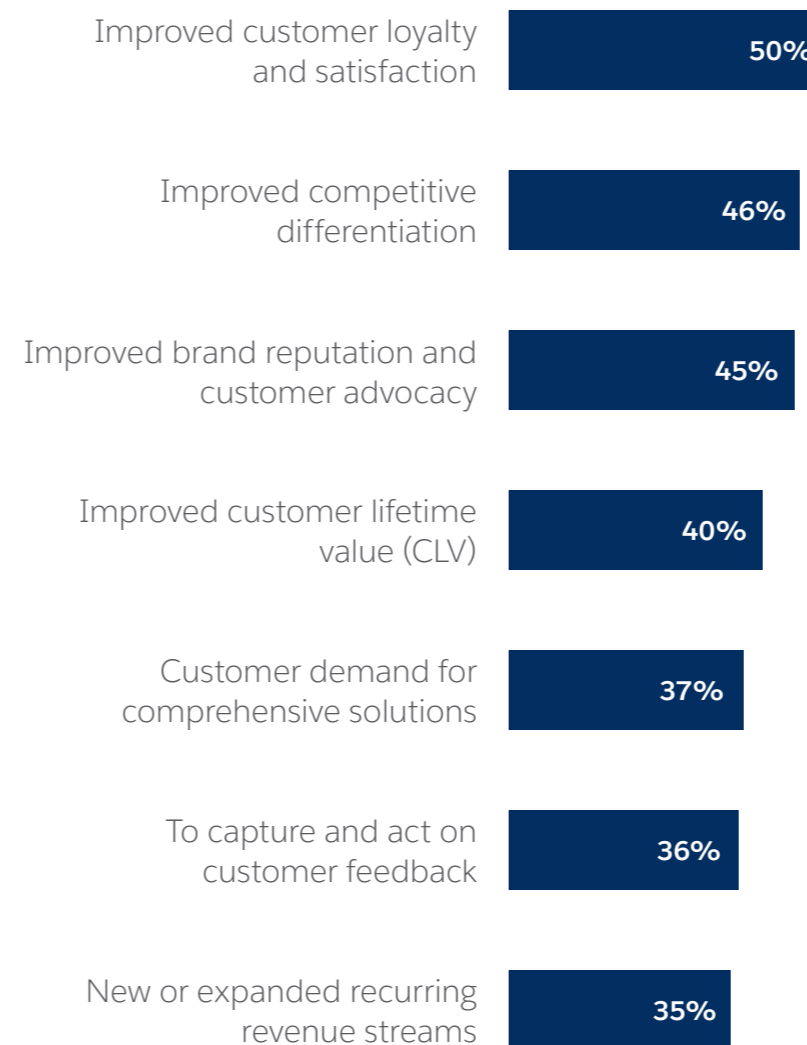 Improved customer loyalty
and satisfaction
50%
Improved competitive
differentiation
46%
Improved brand reputation and
customer advocacy
45%
Improved customer lifetime
value (CLV)
40%
Customer demand for
comprehensive solutions
37%
To capture and act on
customer feedback
36%
New or expanded recurring
revenue streams
35%